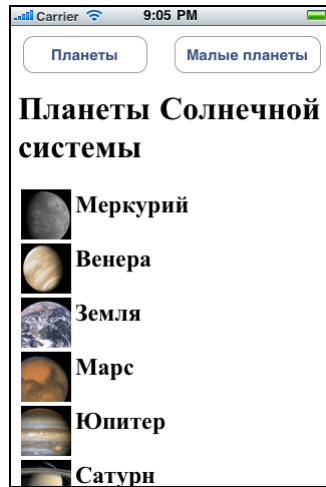 Carrier 9:05 PM
Планеты Малые планеты
Планеты Солнечной
системы
Меркурий
Венера
Земля
Марс
Юпитер
Сатурн